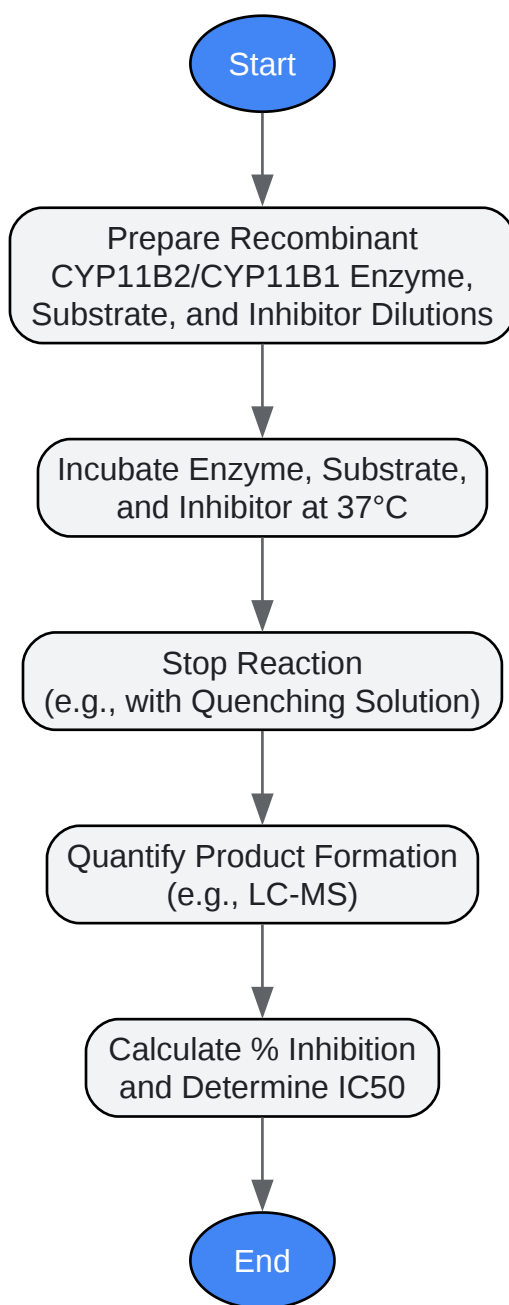 Start
Prepare Recombinant
CYP11B2/CYP11B1 Enzyme,
Substrate, and Inhibitor Dilutions
Incubate Enzyme, Substrate,
and Inhibitor at 37°C
Stop Reaction
(e.g., with Quenching Solution)
Quantify Product Formation
(e.g., LC-MS)
Calculate % Inhibition
and Determine IC50
End